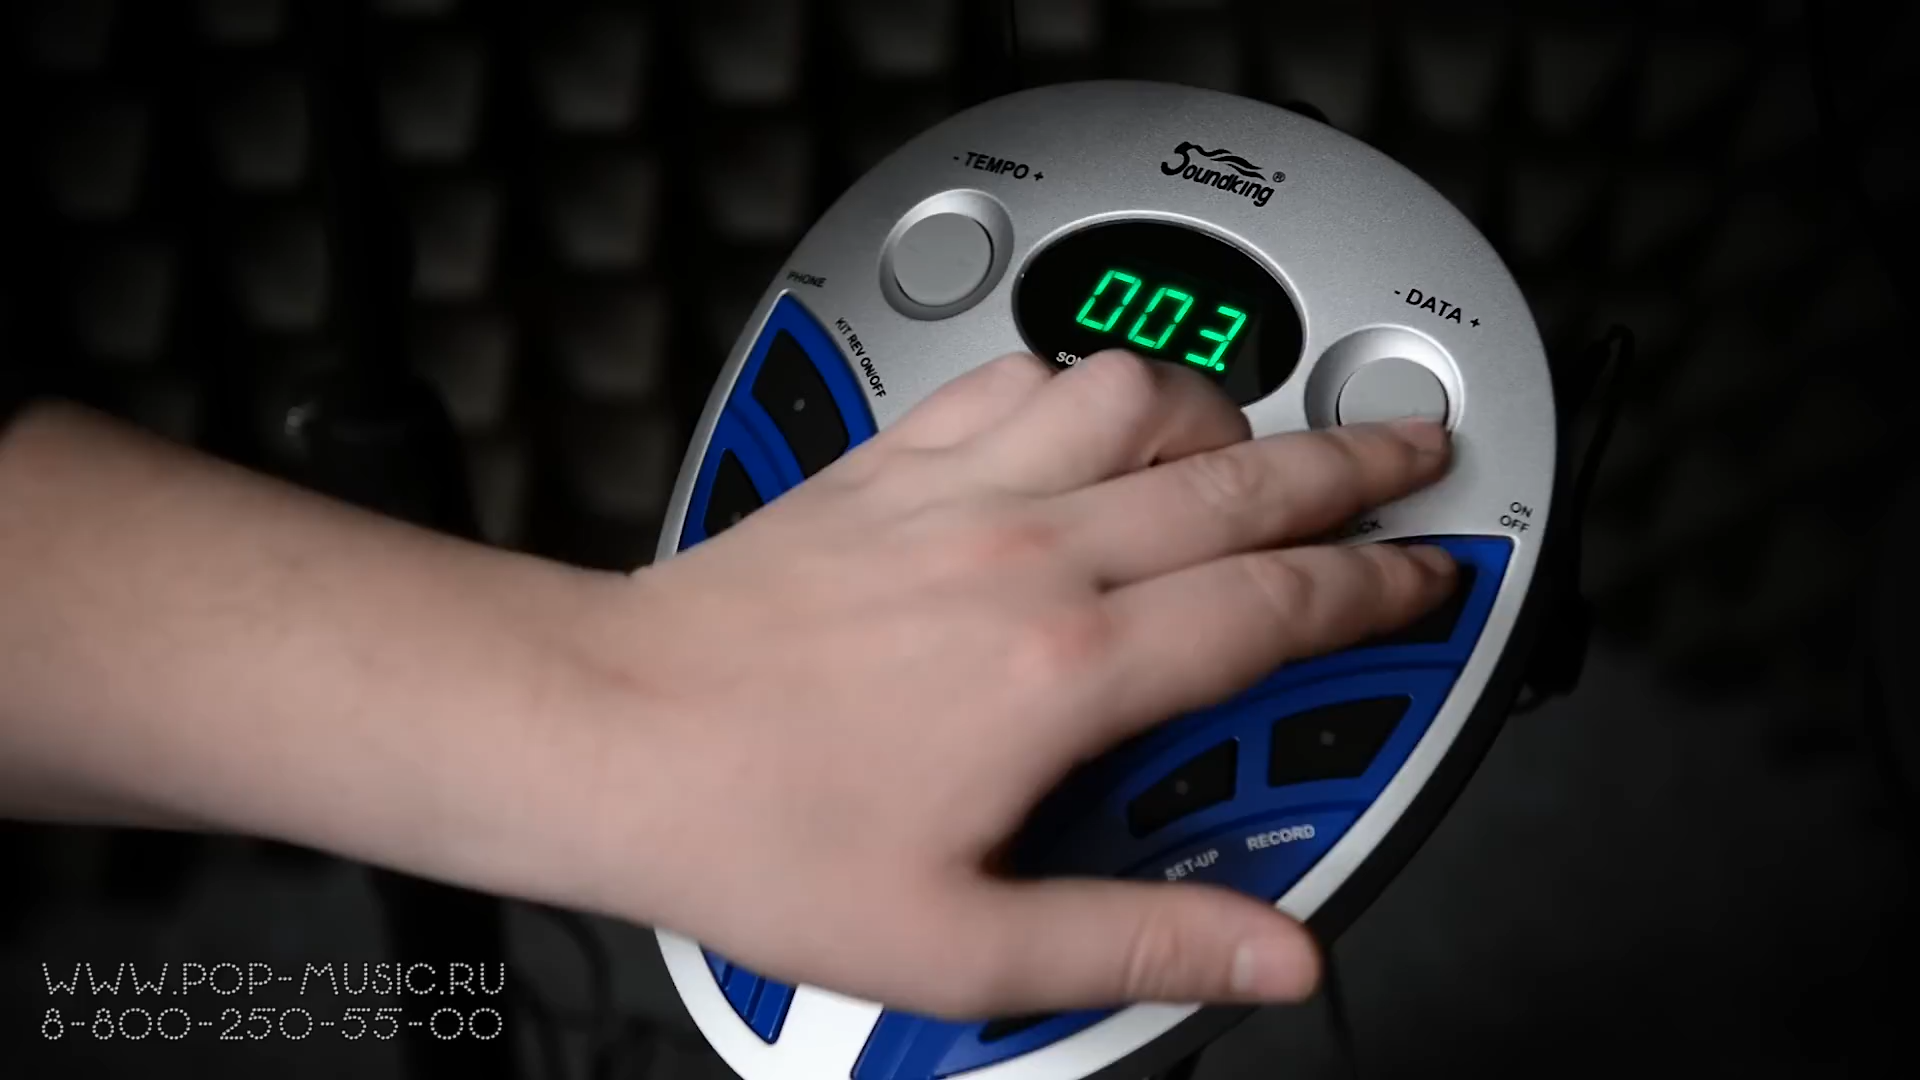 Soundking®
- TEMPO +
003.
- DATA +
PHONE
KIT REV ON/OFF
ON
OFF
RECORD
SET-UP
WWW.POP-MUSIC.RU
8-800-250-55-00